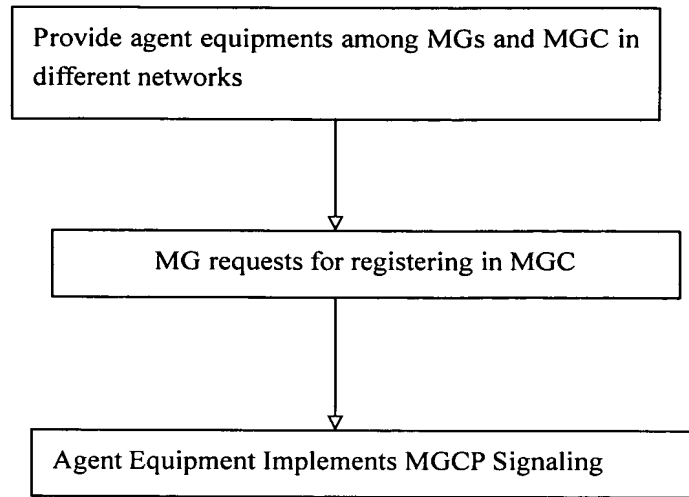 Provide agent equipments among MGs and MGC in
different networks
MG requests for registering in MGC
Agent Equipment Implements MGCP Signaling